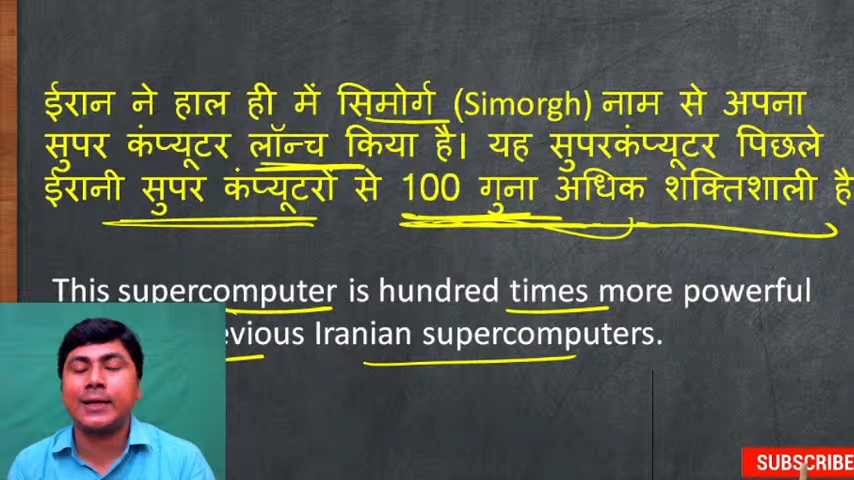 ईरान ने हाल ही में सिमोर्ग (Simorgh) नाम से अपना
सुपर कंप्यूटर लॉन्च किया है। यह सुपरकंप्यूटर पिछले
ईरानी सुपर कंप्यूटरों से 100 गुना अधिक शक्तिशाली है
This supercomputer is hundred times more powerful
Iranian supercomputers.
SUBSCRIBE